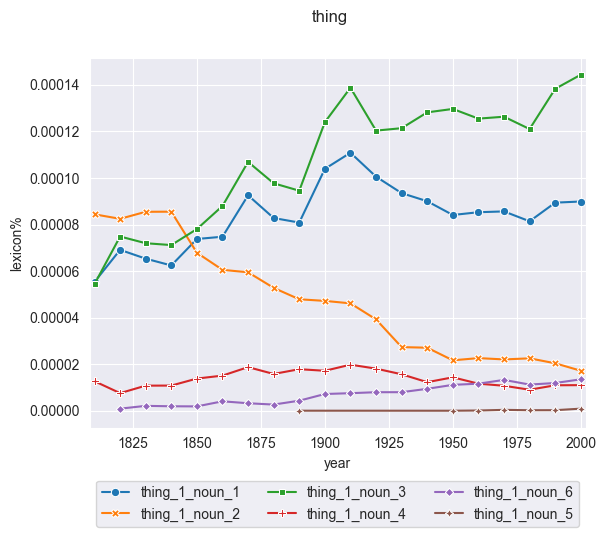 thing
0.00014
0.00012
0.00010
0.00008
0.00006
0.00004
0.00002
0.00000
lexicon%
1825 1850 1875 1900 1925 1950 1975 2000
year
thing_1_noun_1 thing_1_noun_3 thing_1_noun_6
thing_1_noun_2 thing_1_noun_4 thing_1_noun_5